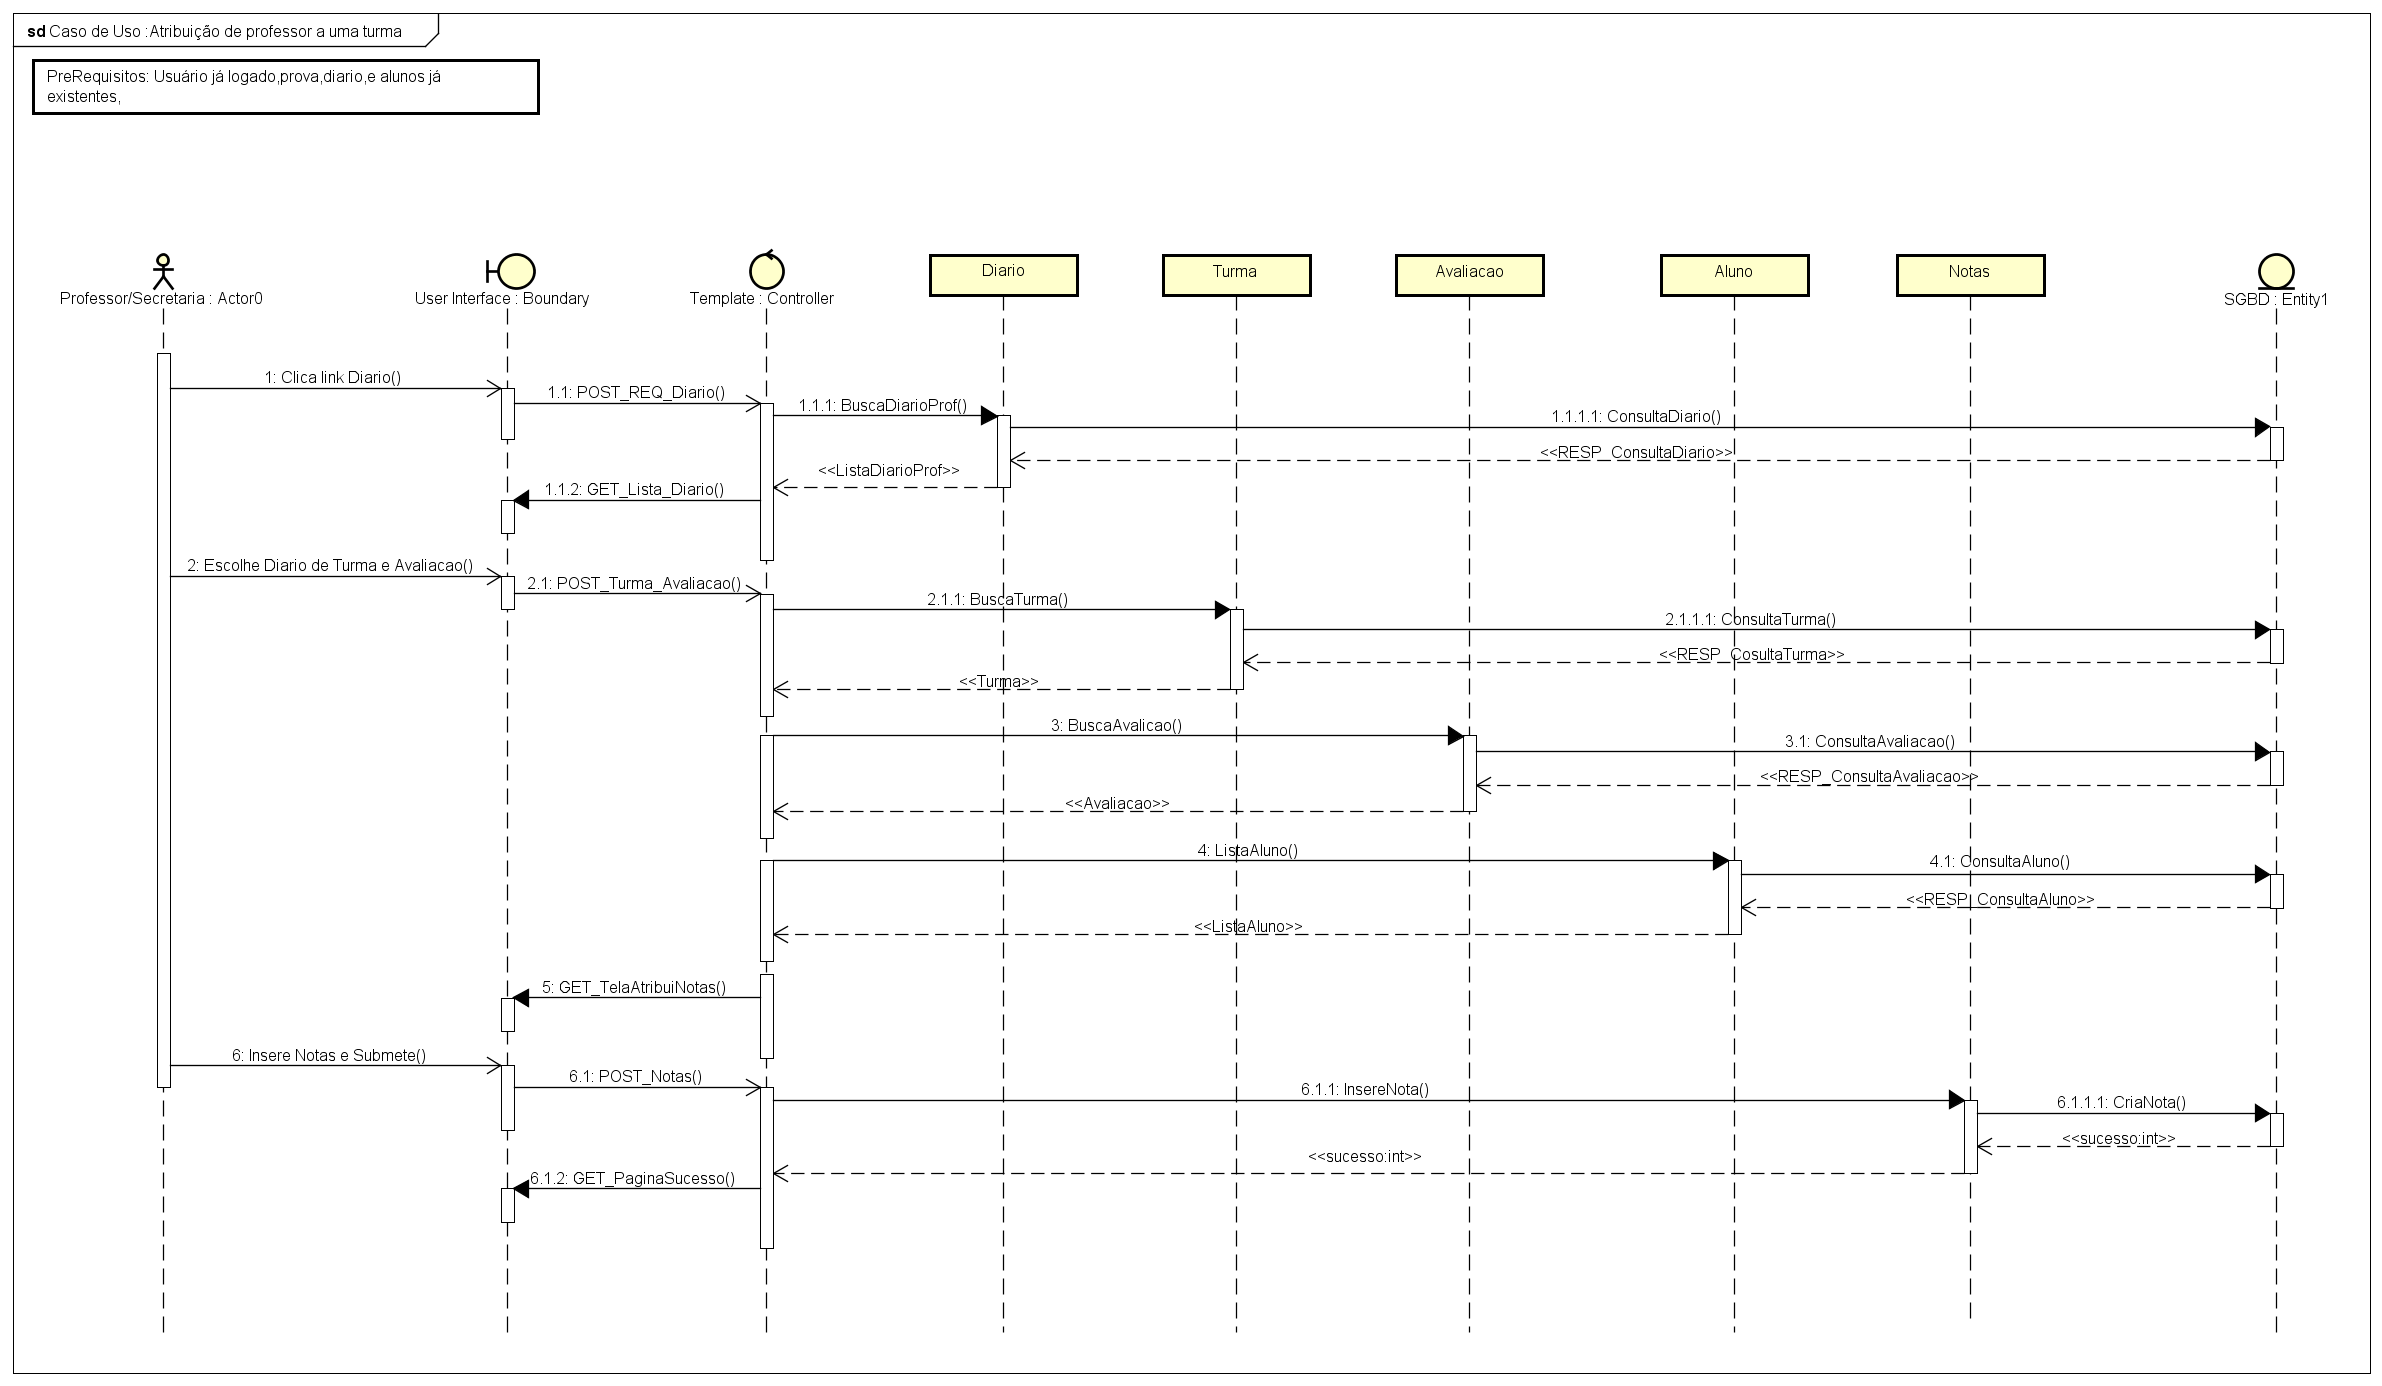 sd Caso de Uso :Atribuição de professor a uma turma
PreRequisitos: Usuário já logado,prova,diario,e alunos já
existentes,
Professor/Secretaria : Actor0
User Interface : Boundary
Template : Controller
Diario
Turma
Avaliacao
Aluno
Notas
SGBD : Entity1
1: Clica link Diario()
1.1: POST_REQ_Diario()
1.1.1: BuscaDiarioProf()
1.1.1.1: ConsultaDiario()
<<RESP_ConsultaDiario>>
<<ListaDiarioProf>>
1.1.2: GET_Lista_Diario()
2: Escolhe Diario de Turma e Avaliacao()
2.1: POST_Turma_Avaliacao()
2.1.1: BuscaTurma()
2.1.1.1: ConsultaTurma()
<<RESP_CosultaTurma>>
<<Turma>>
3: BuscaAvalicao()
3.1: ConsultaAvaliacao()
<<RESP_ConsultaAvaliacao>>
<<Avaliacao>>
4: ListaAluno()
4.1: ConsultaAluno()
<<RESP_ConsultaAluno>>
<<ListaAluno>>
5: GET_TelaAtribuiNotas()
6: Insere Notas e Submete()
6.1: POST_Notas()
6.1.1: InsereNota()
6.1.1.1: CriaNota()
<<sucesso:int>>
<<sucesso:int>>
6.1.2: GET_PaginaSucesso()